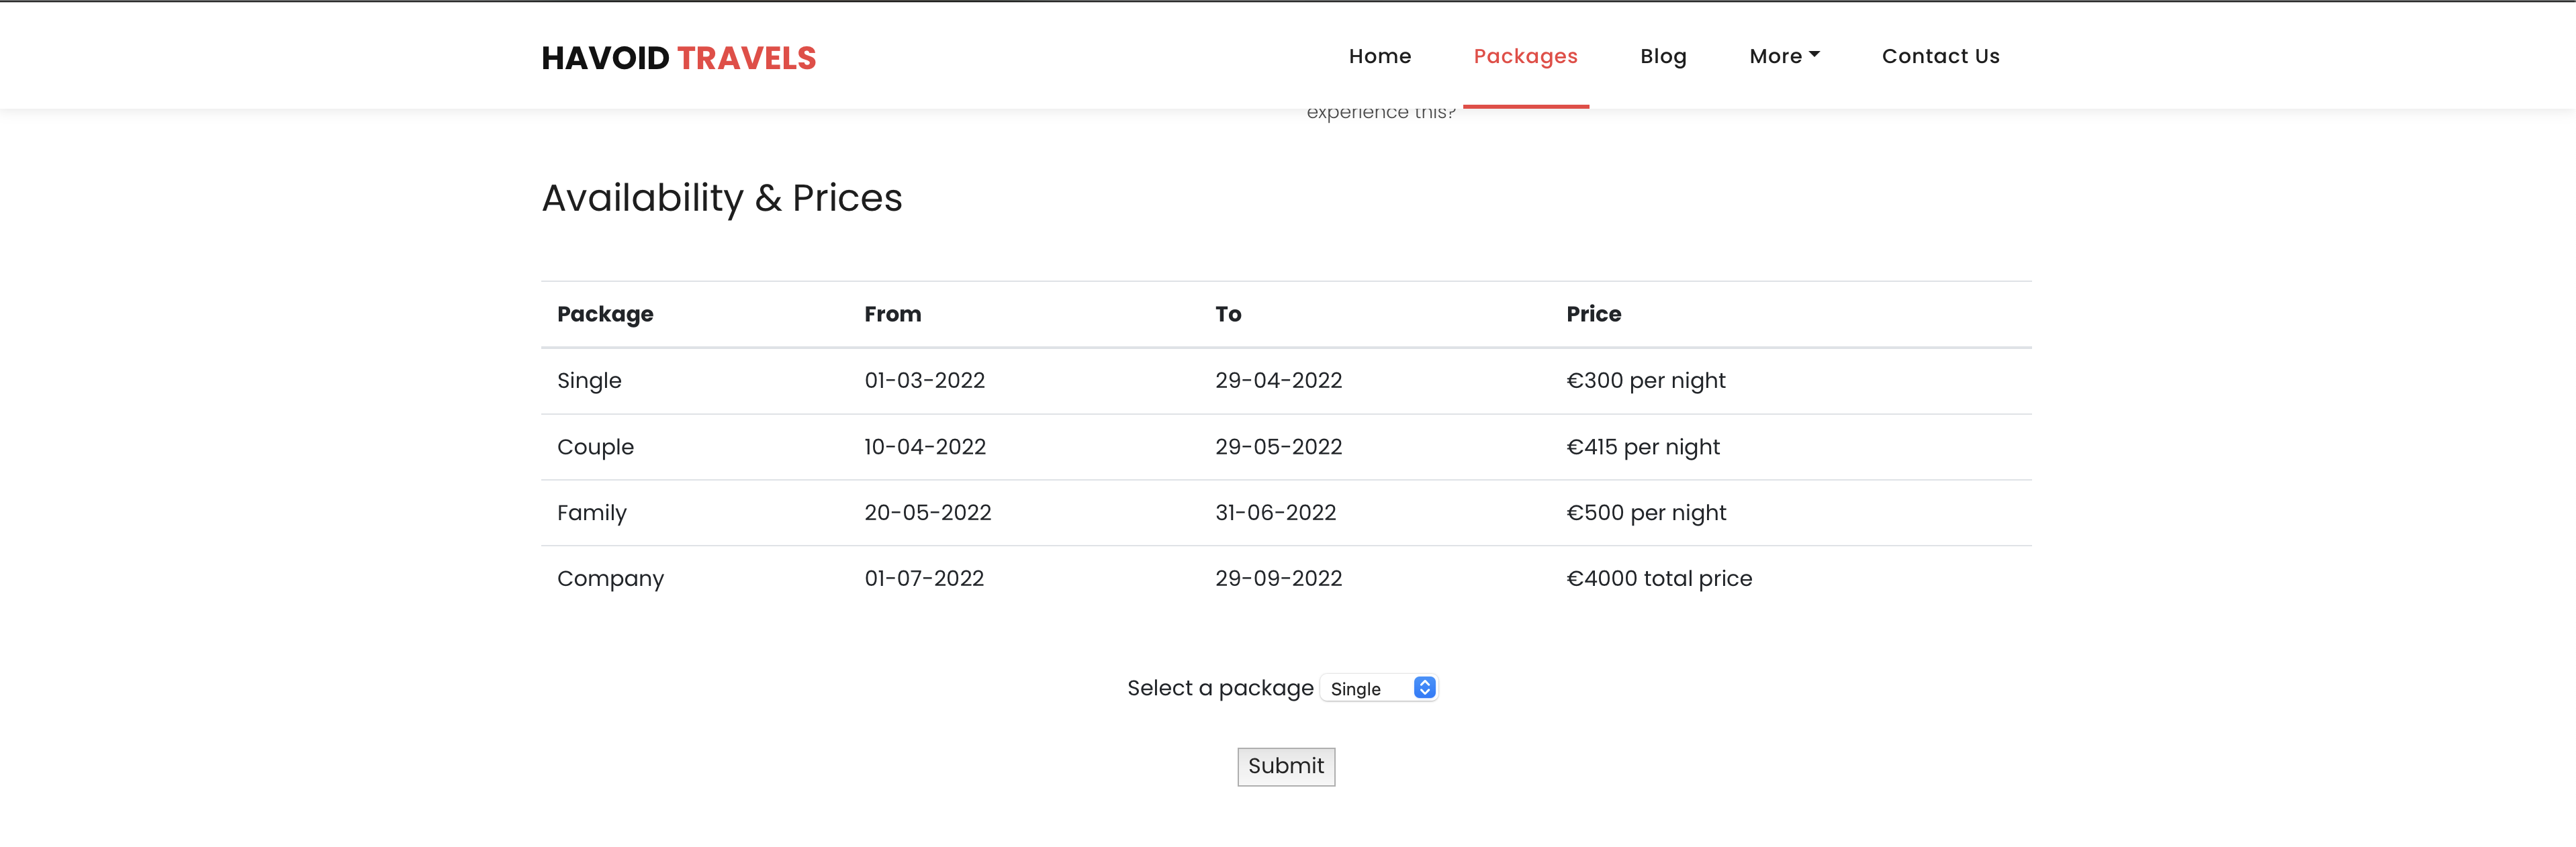 HAVOID TRAVELS Home Packages Blog More Contact Us
experience this?
Availability & Prices
Package From To Price
Single 01-03-2022 29-04-2022 €300 per night
Couple 10-04-2022 29-05-2022 €415 per night
Family 20-05-2022 31-06-2022 €500 per night
Company 01-07-2022 29-09-2022 €4000 total price
Select a package Single
Submit